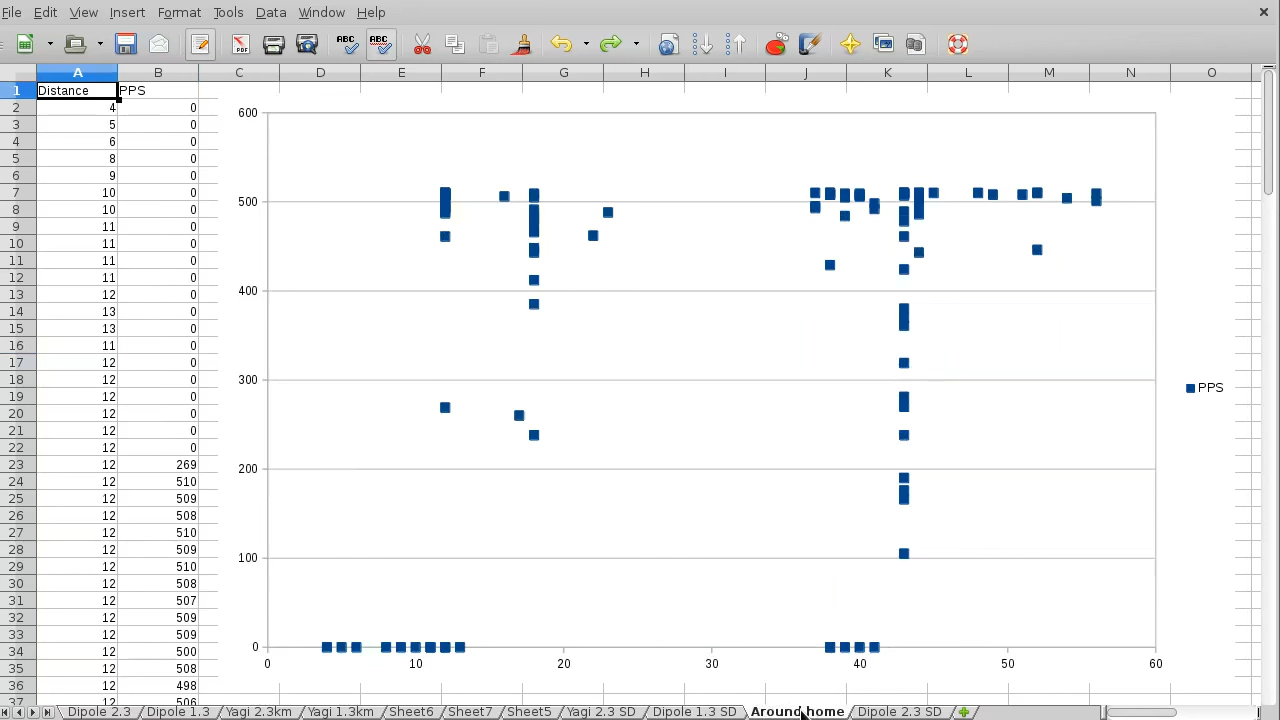 File Edit View Insert Format Tools Data Window Help
ABC ABC
A B C D E F G H I J K L M N O
1 Distance PPS
2 4 0
3 5 0
4 6 0
5 8 0
6 9 0
7 10 0
8 10 0
9 11 0
10 11 0
11 11 0
12 11 0
13 12 0
14 13 0
15 13 0
16 11 0
17 12 0
18 12 0
19 12 0
20 12 0
21 12 0
22 12 0
23 12 269
24 12 510
25 12 509
26 12 508
27 12 510
28 12 509
29 12 510
30 12 508
31 12 507
32 12 509
33 12 509
34 12 500
35 12 508
36 12 498
37 12 506
600
500
400
300
200
100
0
0 10 20 30 40 50 60
PPS
Dipole 2.3 Dipole 1.3 Yagi 2.3km Yagi 1.3km Sheet6 Sheet7 Sheet5 Yagi 2.3 SD Dipole 1.3 SD Around home Dipole 2.3 SD